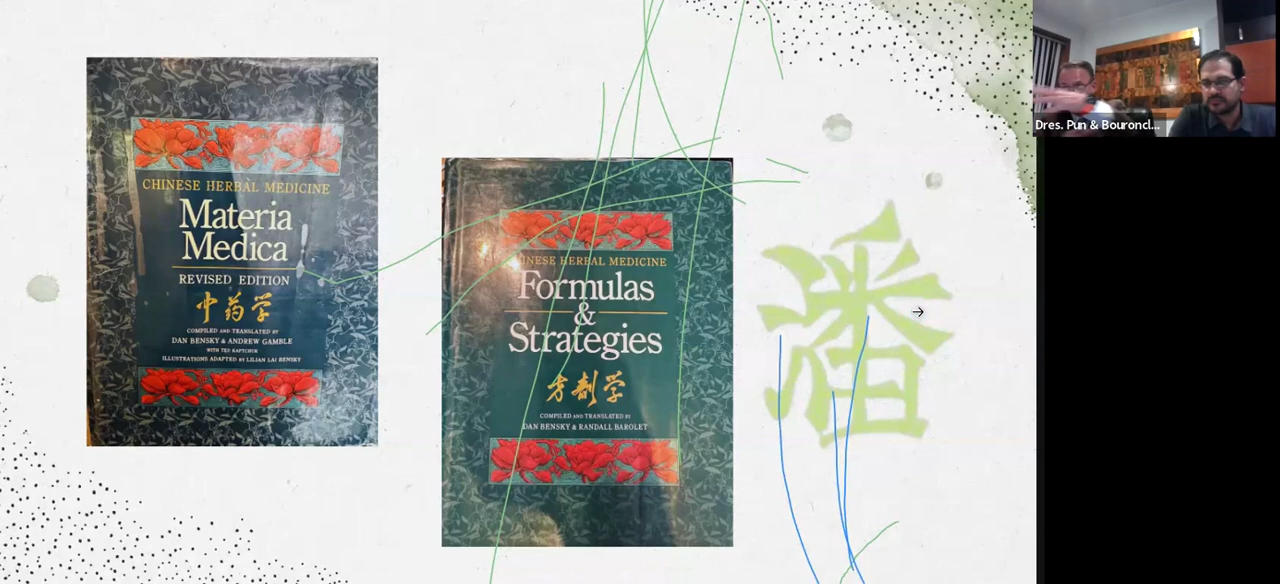 CHINESE HERBAL MEDICINE
Materia
Medica
REVISED EDITION
中药学
COMPILED AND TRANSLATED BY
DAN BENSKY & ANDREW GAMBLE
WITH TED KAPTCHUK
ILLUSTRATIONS ADAPTED BY LILIAN LAI BENSKY
CHINESE HERBAL MEDICINE
Formulas
&
Strategies
方剂学
COMPILED AND TRANSLATED BY
DAN BENSKY & RANDALL BAROLET
潘
Dres. Pun & Bouroncl...